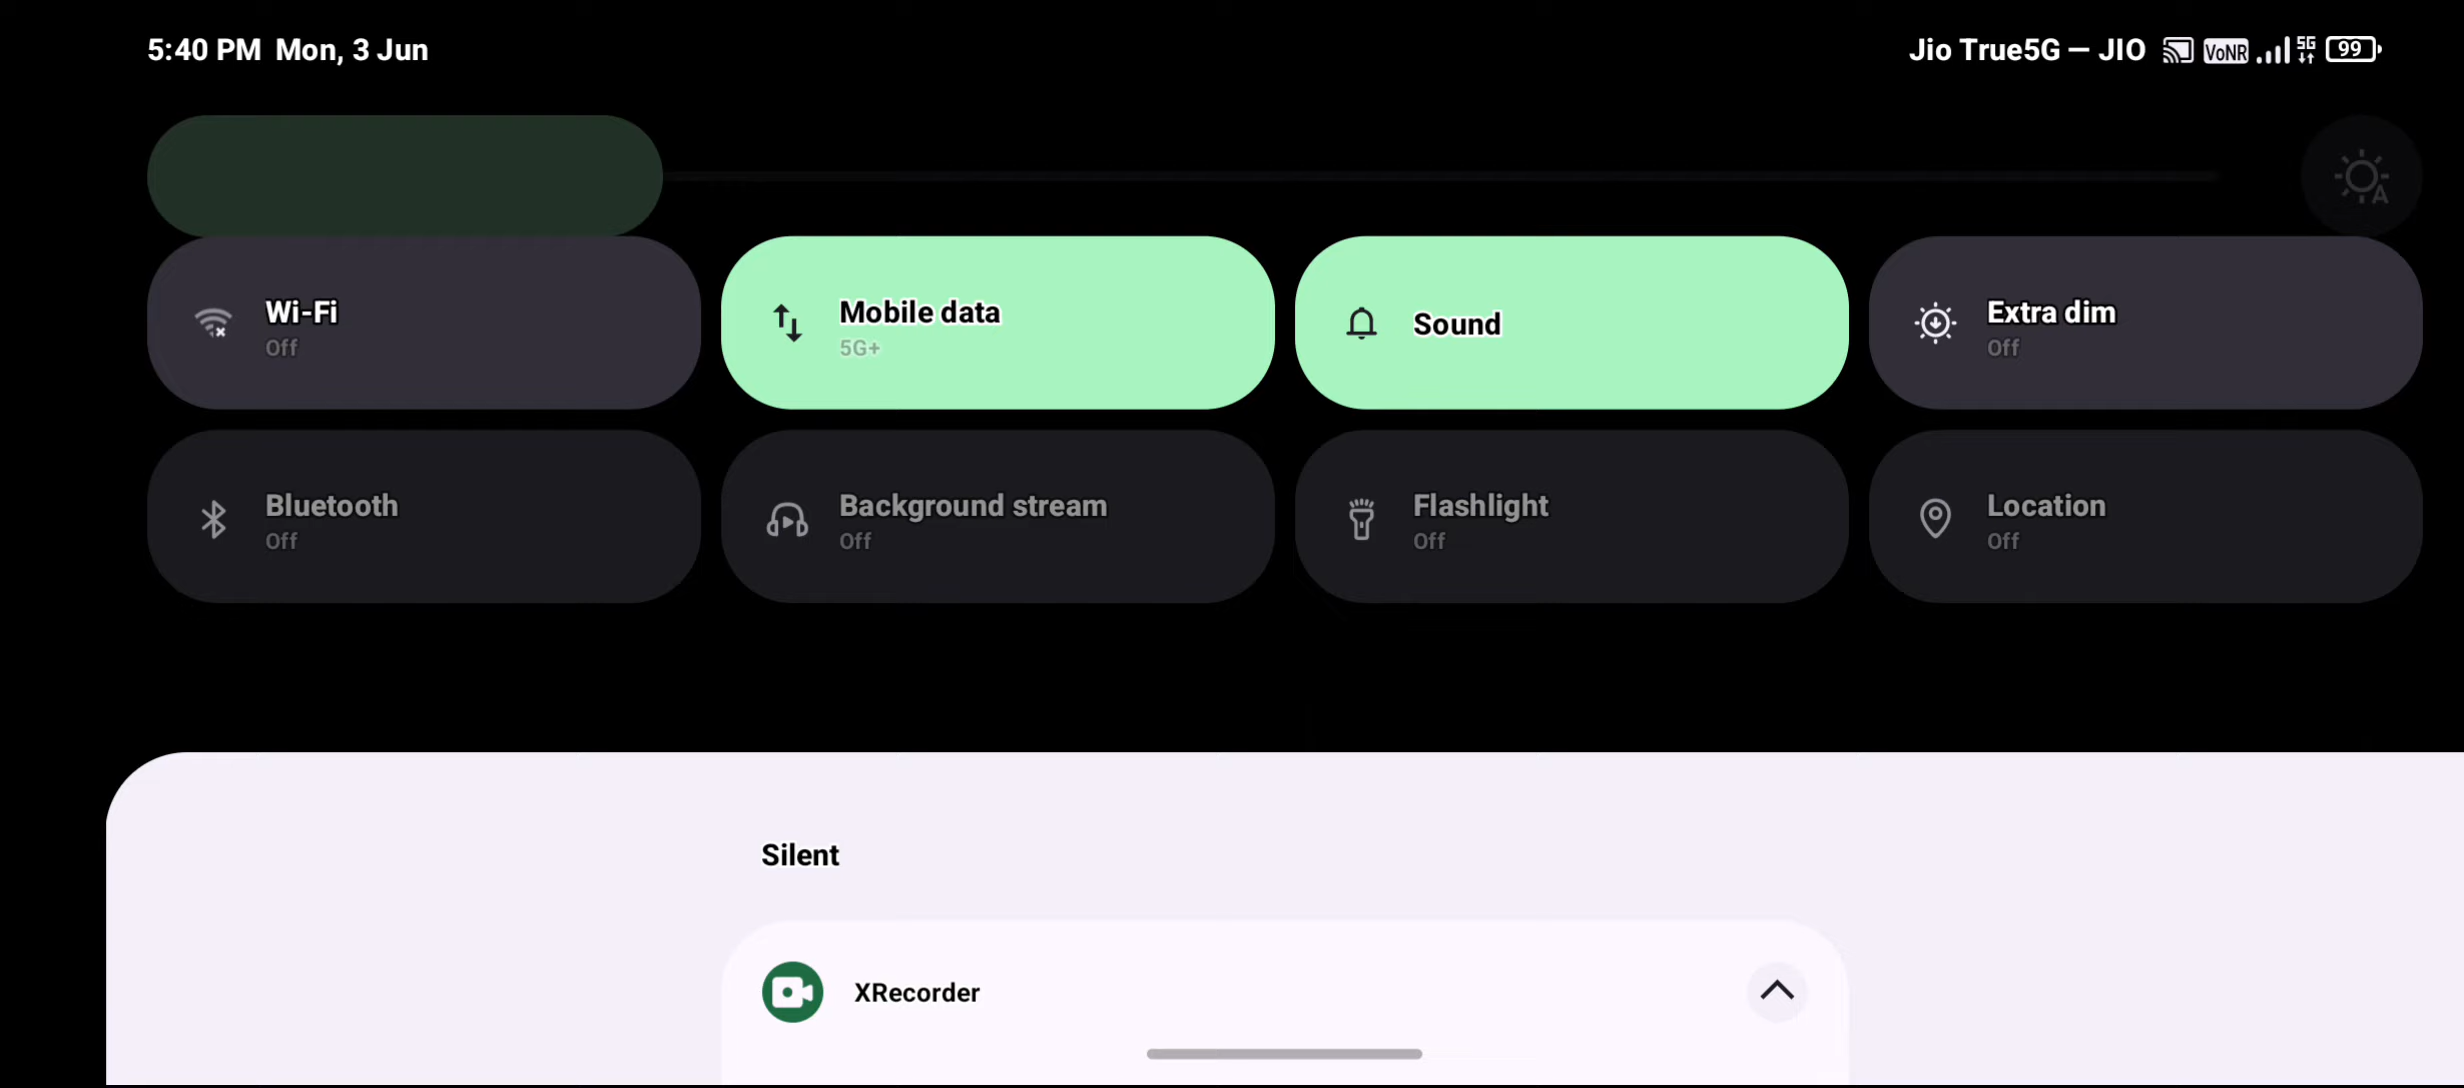 5:40 PM Mon, 3 Jun
Jio True5G — JIO VoNR 5G 99
A
Wi-Fi
Off
Mobile data
5G+
Sound
Extra dim
Off
Bluetooth
Off
Background stream
Off
Flashlight
Off
Location
Off
Silent
XRecorder